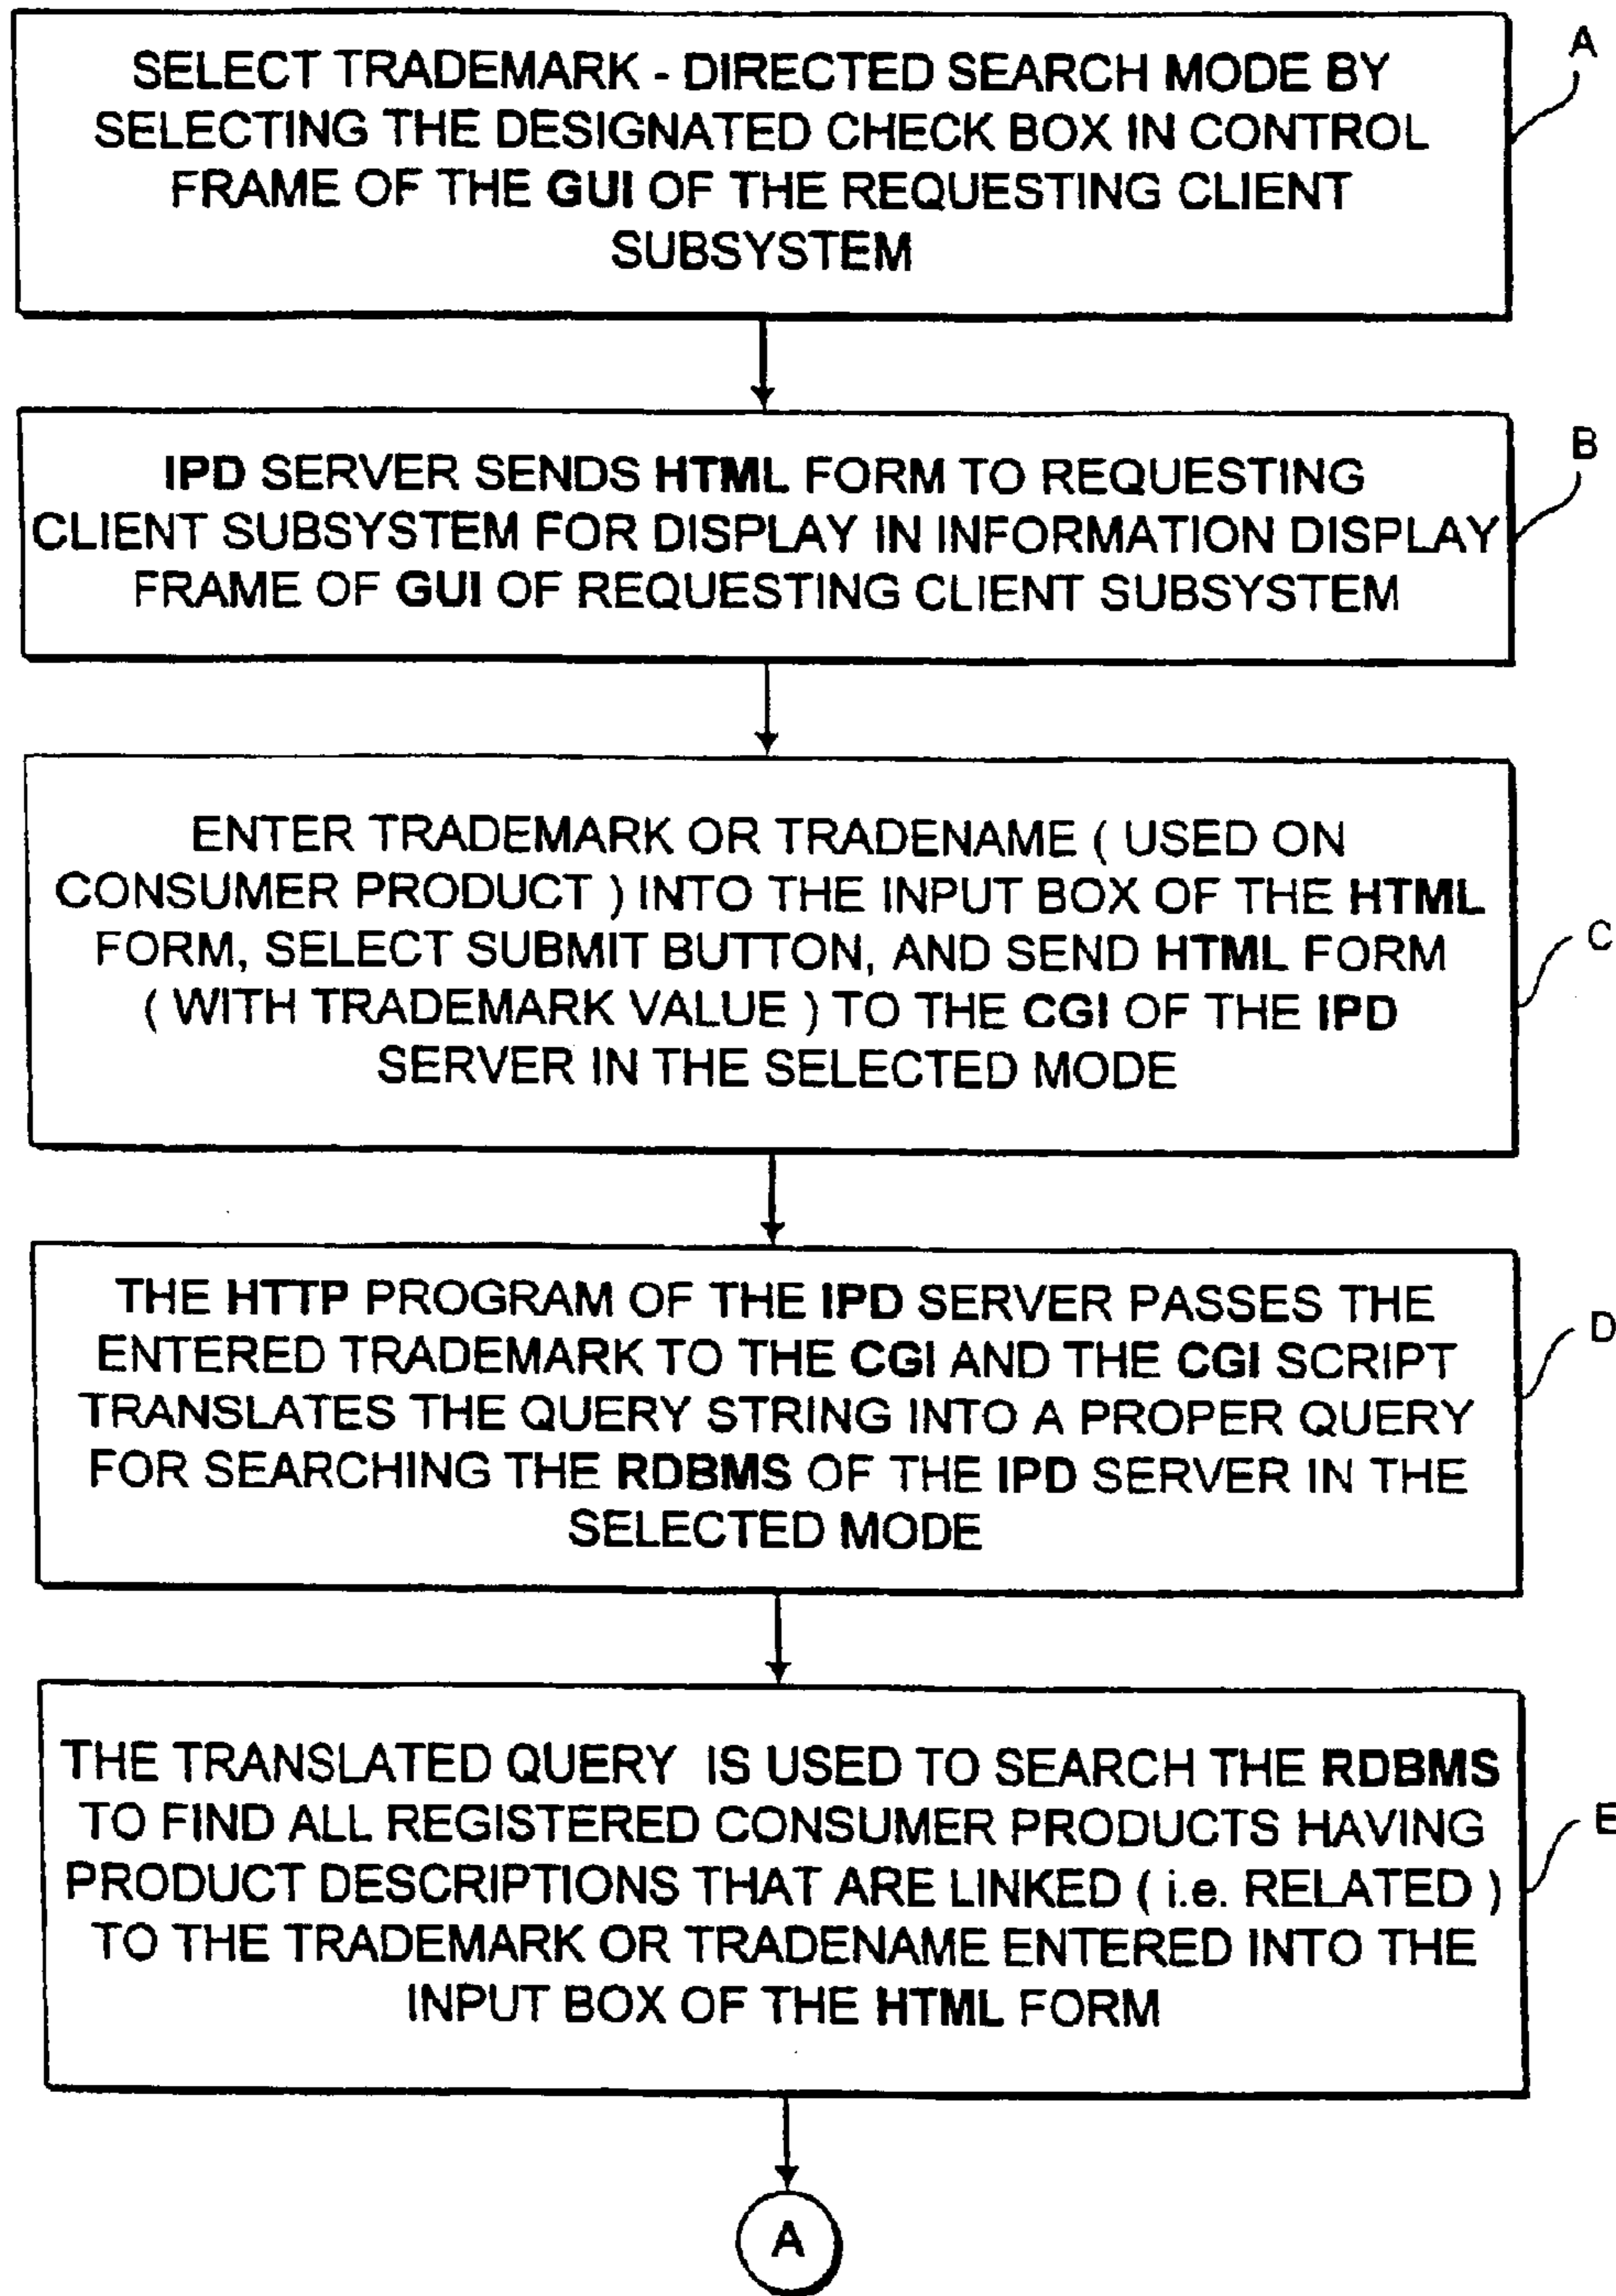 SELECT TRADEMARK - DIRECTED SEARCH MODE BY
SELECTING THE DESIGNATED CHECK BOX IN CONTROL
FRAME OF THE GUI OF THE REQUESTING CLIENT
SUBSYSTEM
A
IPD SERVER SENDS HTML FORM TO REQUESTING
CLIENT SUBSYSTEM FOR DISPLAY IN INFORMATION DISPLAY
FRAME OF GUI OF REQUESTING CLIENT SUBSYSTEM
B
ENTER TRADEMARK OR TRADENAME ( USED ON
CONSUMER PRODUCT ) INTO THE INPUT BOX OF THE HTML
FORM, SELECT SUBMIT BUTTON, AND SEND HTML FORM
( WITH TRADEMARK VALUE ) TO THE CGI OF THE IPD
SERVER IN THE SELECTED MODE
C
THE HTTP PROGRAM OF THE IPD SERVER PASSES THE
ENTERED TRADEMARK TO THE CGI AND THE CGI SCRIPT
TRANSLATES THE QUERY STRING INTO A PROPER QUERY
FOR SEARCHING THE RDBMS OF THE IPD SERVER IN THE
SELECTED MODE
D
THE TRANSLATED QUERY IS USED TO SEARCH THE RDBMS
TO FIND ALL REGISTERED CONSUMER PRODUCTS HAVING
PRODUCT DESCRIPTIONS THAT ARE LINKED ( i.e. RELATED )
TO THE TRADEMARK OR TRADENAME ENTERED INTO THE
INPUT BOX OF THE HTML FORM
E
A